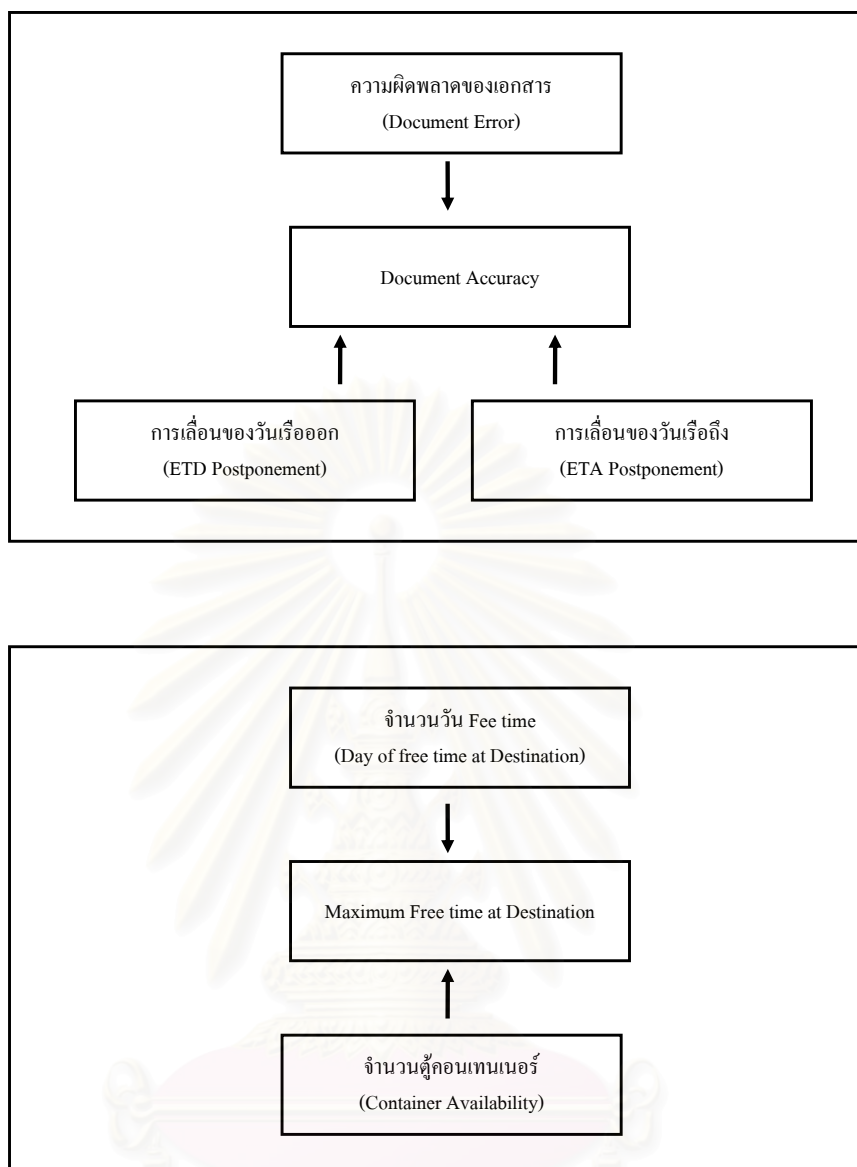 ความผิดพลาดของเอกสาร
(Document Error)
Document Accuracy
การเลื่อนของวันเรือออก
(ETD Postponement)
การเลื่อนของวันเรือถึง
(ETA Postponement)
จำนวนวัน Fee time
(Day of free time at Destination)
Maximum Free time at Destination
จำนวนตู้คอนเทนเนอร์
(Container Availability)